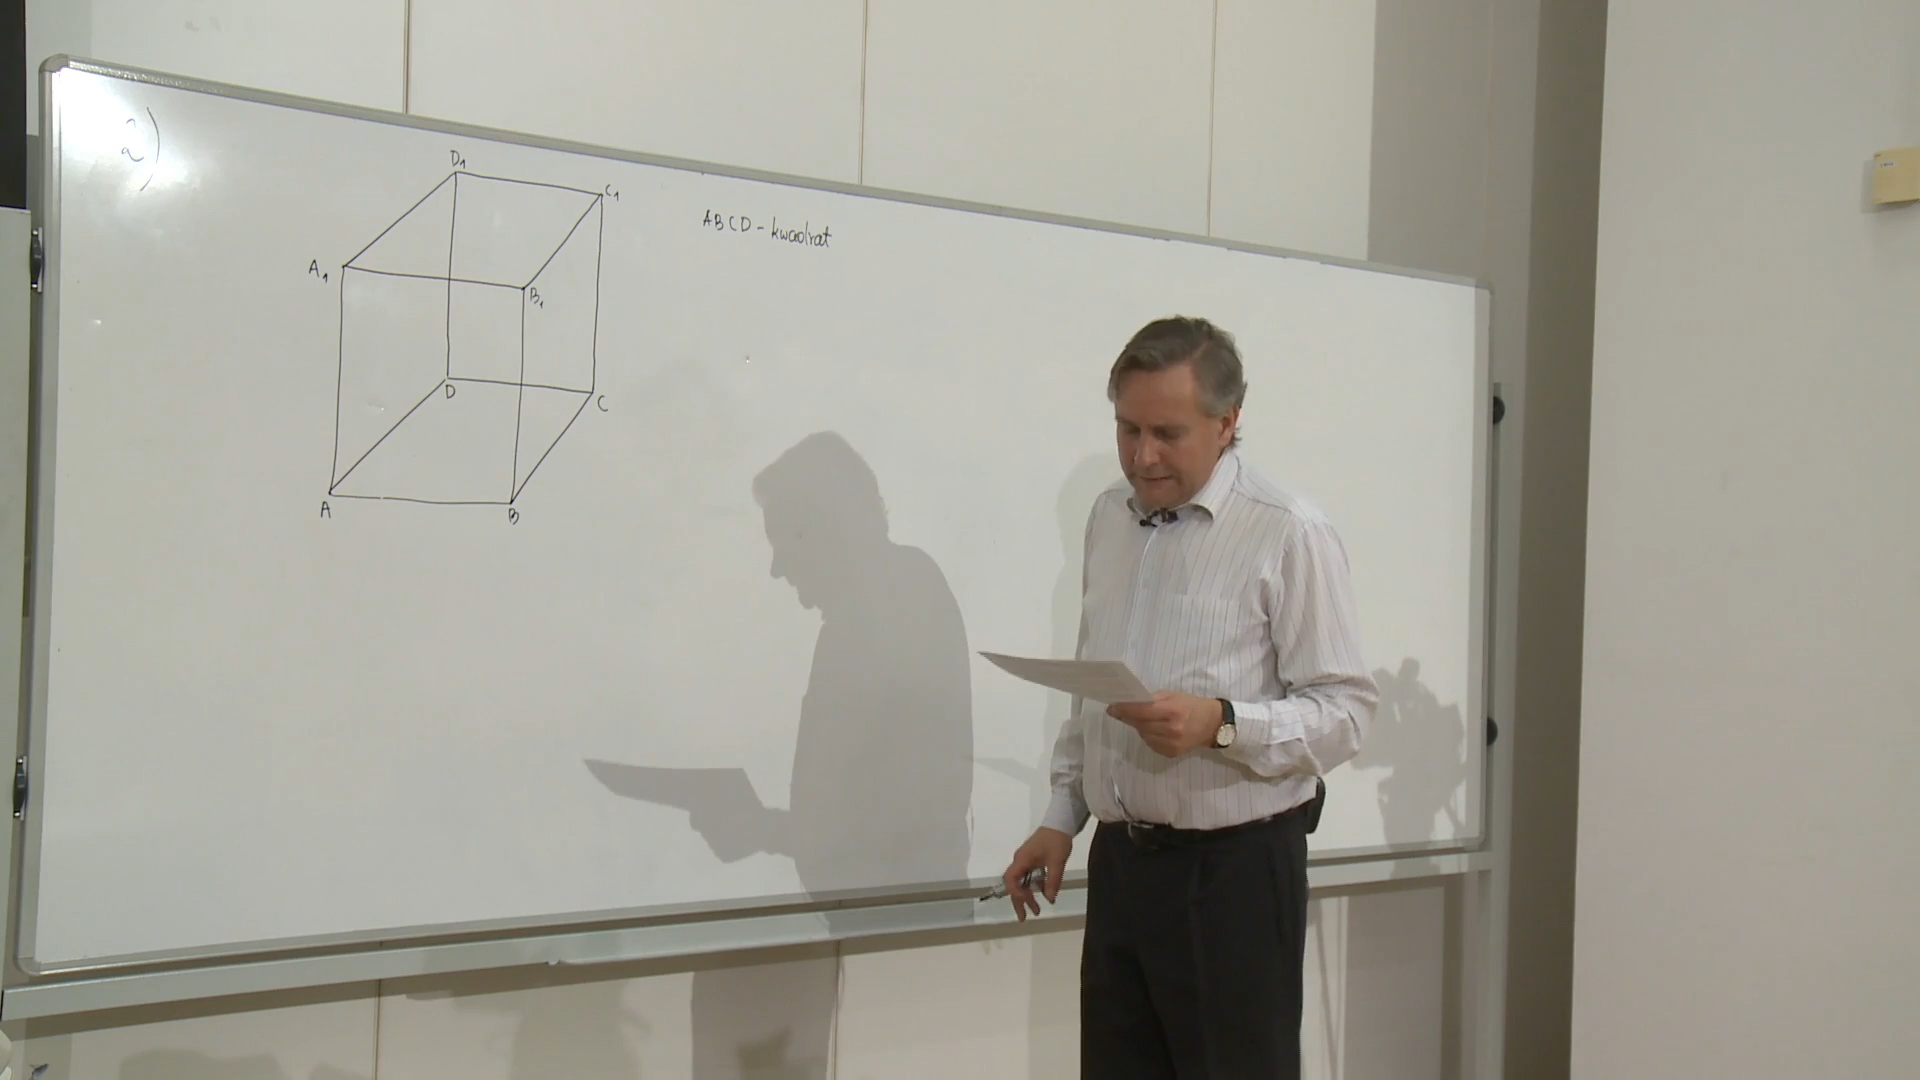 2)
D₁
C₁
A₁
B₁
D
C
A
B
ABCD - kwadrat